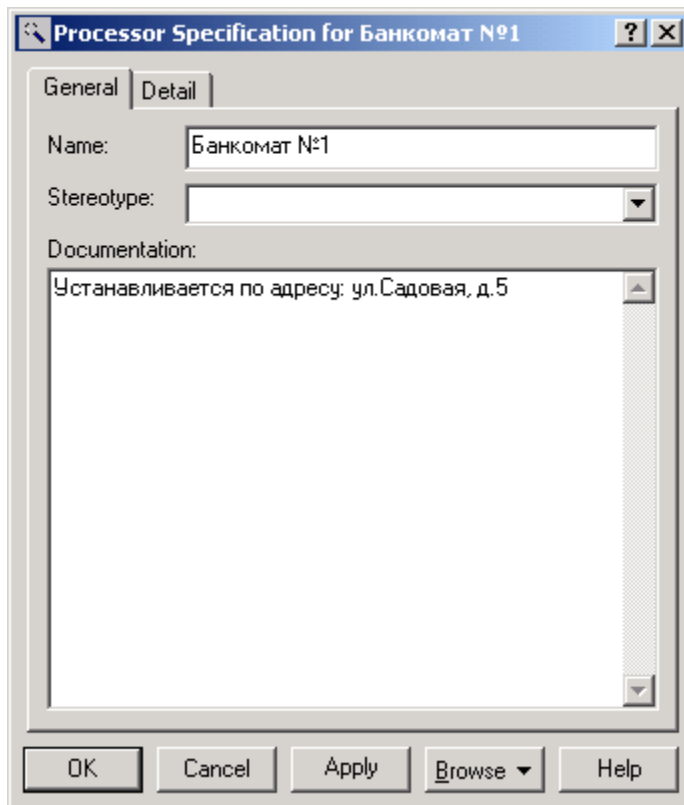 Processor Specification for Банкомат №1
General Detail
Name: Банкомат №1
Stereotype:
Documentation:
Устанавливается по адресу: ул.Садовая, д.5
OK Cancel Apply Browse Help